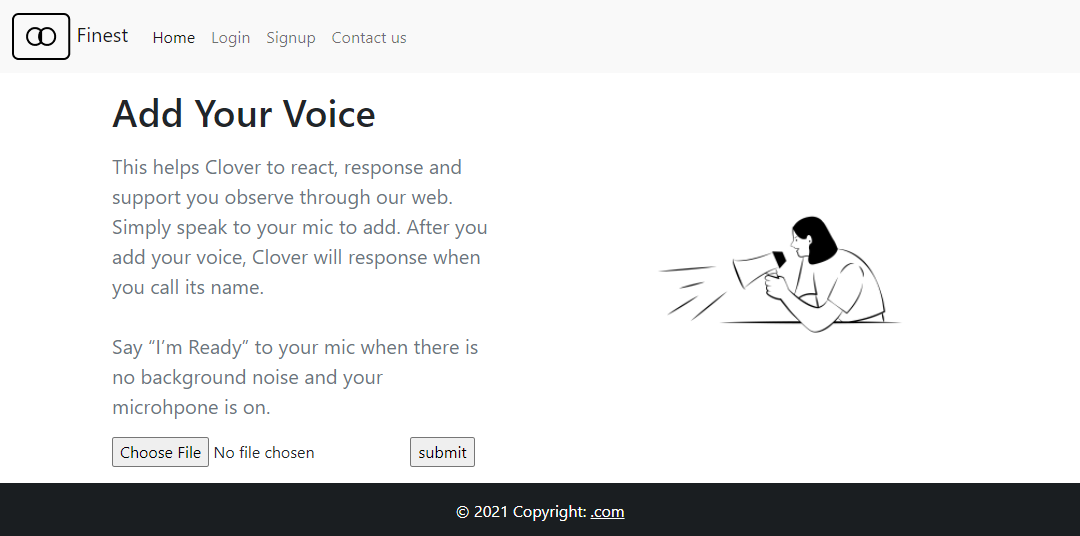 Finest Home Login Signup Contact us
Add Your Voice
This helps Clover to react, response and
support you observe through our web.
Simply speak to your mic to add. After you
add your voice, Clover will response when
you call its name.
Say “I’m Ready” to your mic when there is
no background noise and your
microhpone is on.
Choose File No file chosen submit
© 2021 Copyright: .com